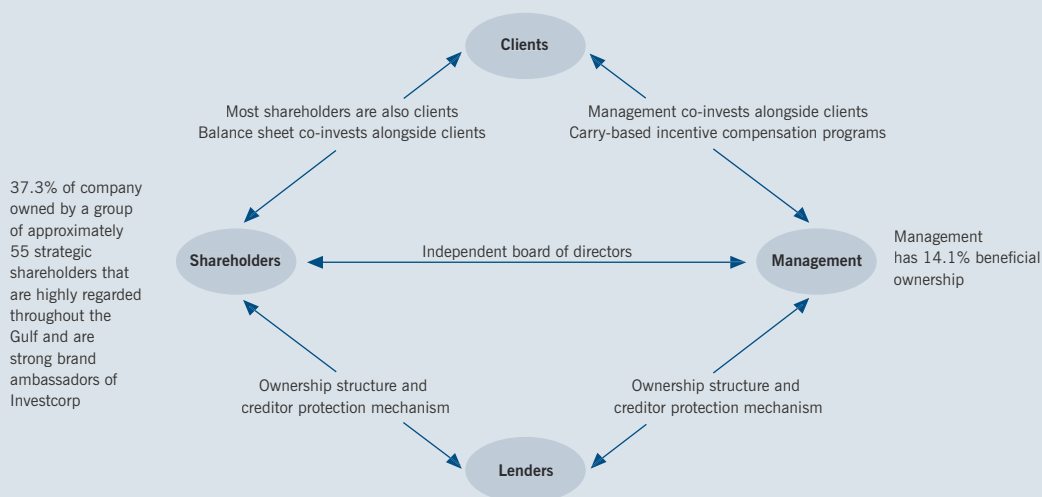 Clients
Most shareholders are also clients
Balance sheet co-invests alongside clients
Management co-invests alongside clients
Carry-based incentive compensation programs
37.3% of company
owned by a group
of approximately
55 strategic
shareholders that
are highly regarded
throughout the
Gulf and are
strong brand
ambassadors of
Investcorp
Shareholders
Independent board of directors
Management
Management
has 14.1% beneficial
ownership
Ownership structure and
creditor protection mechanism
Ownership structure and
creditor protection mechanism
Lenders